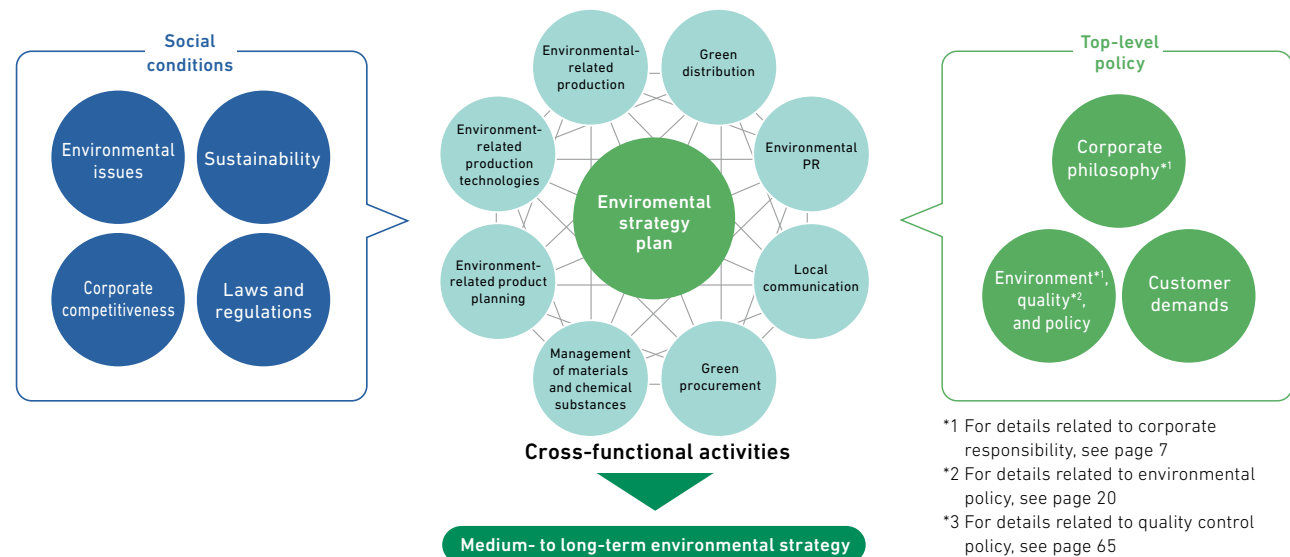 Social
conditions
Environmental
issues
Sustainability
Corporate
competitiveness
Laws and
regulations
Environmental-
related
production
Green
distribution
Environment-
related
production
technologies
Environmental
PR
Enviromental
strategy
plan
Environment-
related product
planning
Local
communication
Management
of materials
and chemical
substances
Green
procurement
Cross-functional activities
Medium- to long-term environmental strategy
Top-level
policy
Corporate
philosophy*1
Environment*1,
quality*2,
and policy
Customer
demands
*1 For details related to corporate
responsibility, see page 7
*2 For details related to environmental
policy, see page 20
*3 For details related to quality control
policy, see page 65